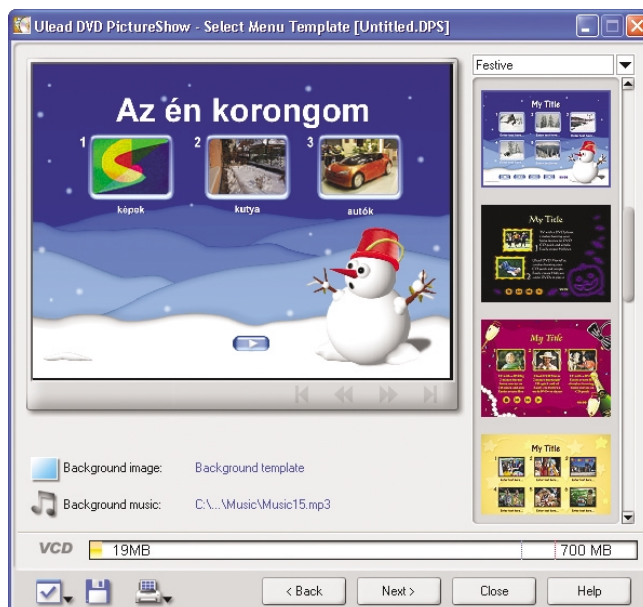 Ulead DVD PictureShow - Select Menu Template [Untitled.DPS]
Festive
Az én korongom
1 2 3
képek kutya autók
My Title
My Title
1
2
My Title
My Title
Background image: Background template
Background music: C:\...\Music\Music15.mp3
VCD 19MB 700 MB
< Back Next > Close Help